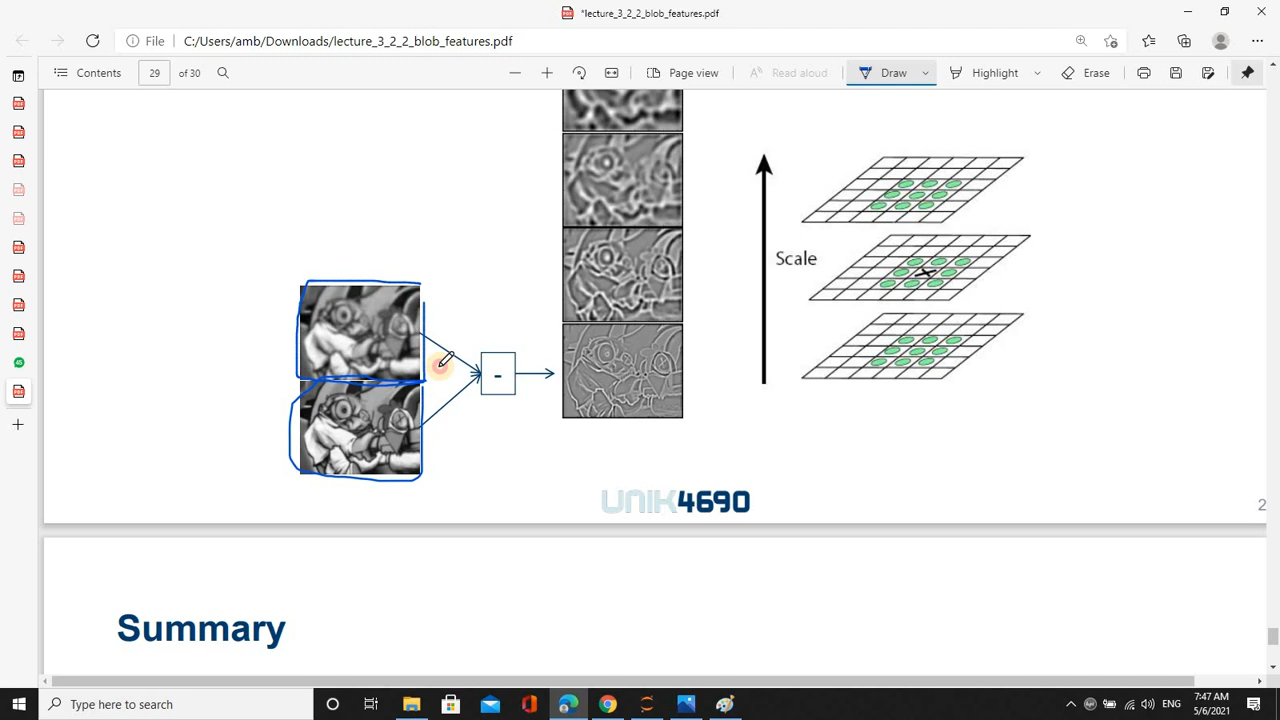 *lecture_3_2_2_blob_features.pdf
File C:/Users/amb/Downloads/lecture_3_2_2_blob_features.pdf
Contents
of 30
Page view
Read aloud
Draw
Highlight
Erase
Scale
-
UNIK4690
2
Summary
Type here to search
ENG
7:47 AM
5/6/2021